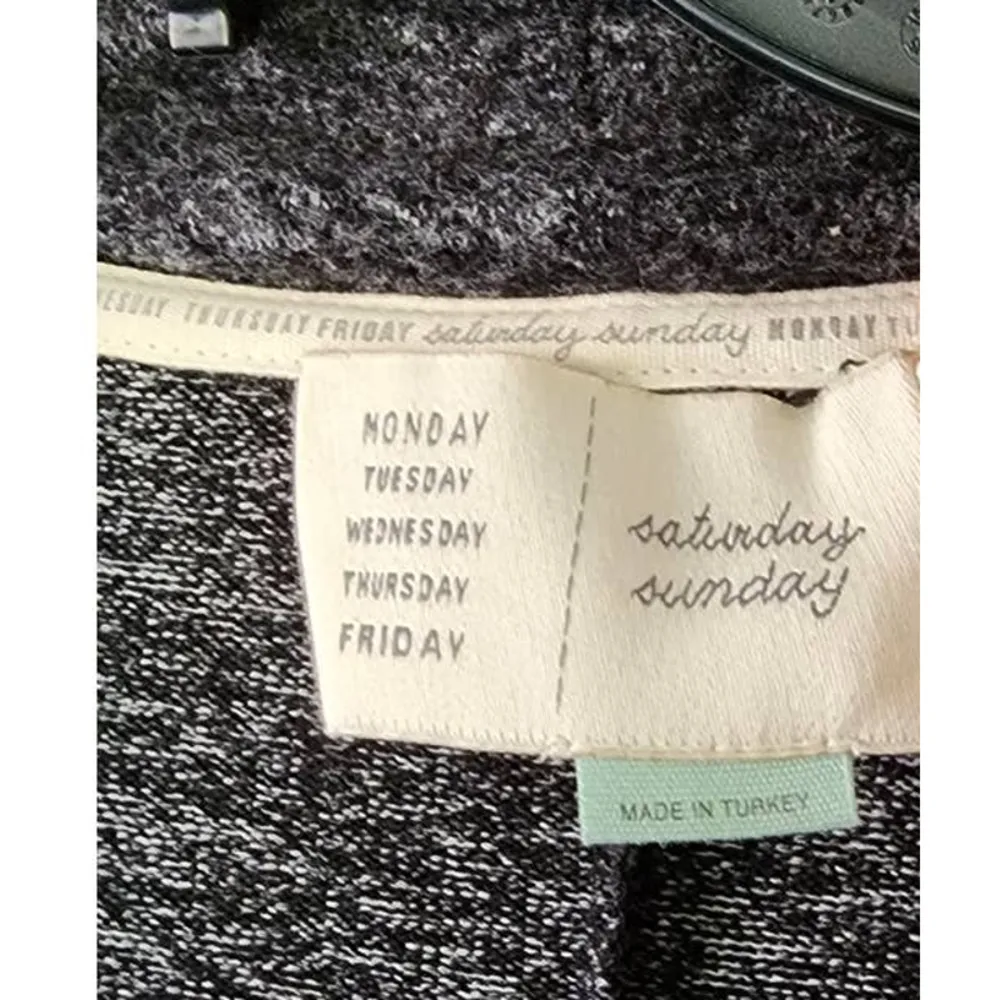 THURSDAY FRIDAY saturday sunday MONDAY
MONDAY
TUESDAY
WEDNESDAY
THURSDAY
FRIDAY
saturday
sunday
MADE IN TURKEY